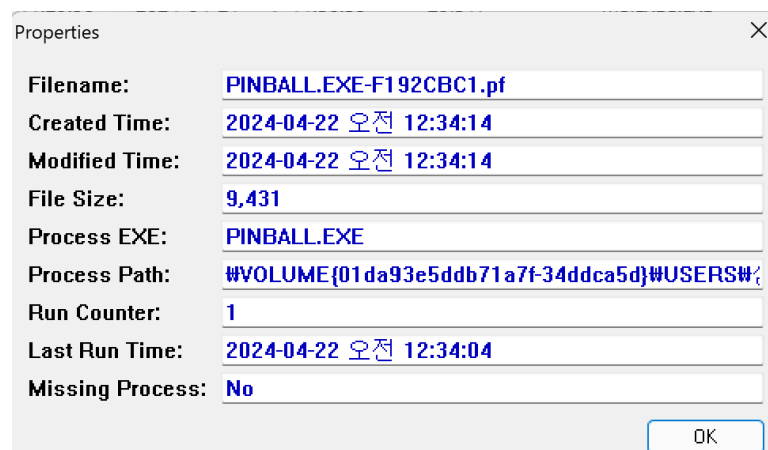 Properties
Filename: PINBALL.EXE-F192CBC1.pf
Created Time: 2024-04-22 오전 12:34:14
Modified Time: 2024-04-22 오전 12:34:14
File Size: 9,431
Process EXE: PINBALL.EXE
Process Path: ₩VOLUME{01da93e5ddb71a7f-34ddca5d}₩USERS₩
Run Counter: 1
Last Run Time: 2024-04-22 오전 12:34:04
Missing Process: No
OK